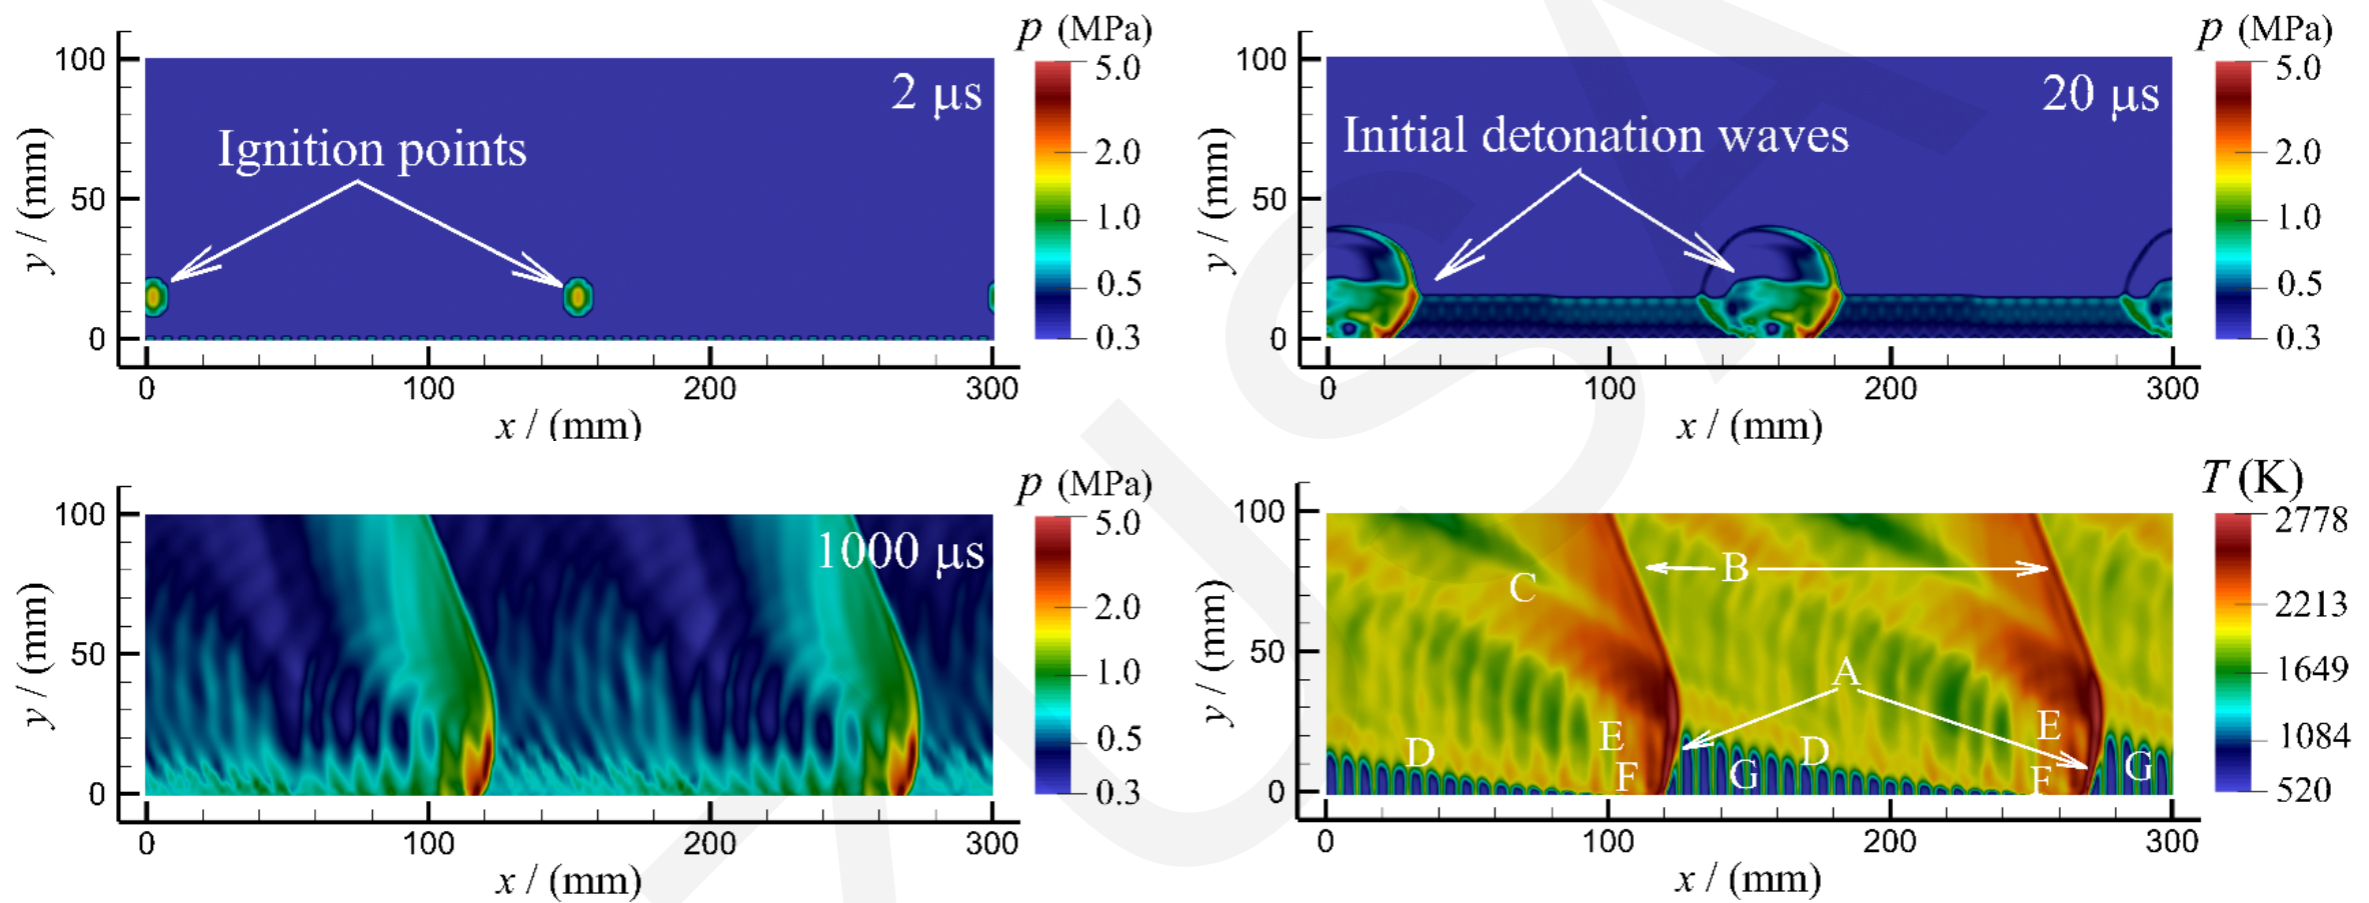 p (MPa)
100
50
0
y / (mm)
2 μs
Ignition points
5.0
2.0
1.0
0.5
0.3
0 100 200 300
x / (mm)
p (MPa)
100
50
0
y / (mm)
20 μs
Initial detonation waves
5.0
2.0
1.0
0.5
0.3
0 100 200 300
x / (mm)
p (MPa)
100
50
0
y / (mm)
1000 μs
5.0
2.0
1.0
0.5
0.3
0 100 200 300
x / (mm)
T (K)
100
50
0
y / (mm)
B
C
A
E E
D D
F G F G
2778
2213
1649
1084
520
0 100 200 300
x / (mm)